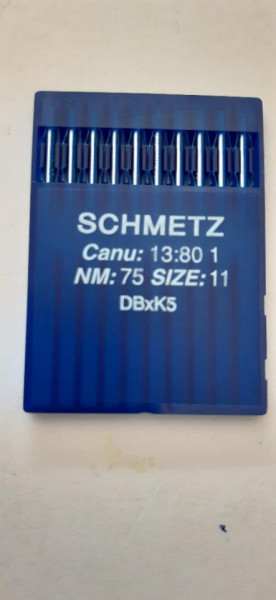 SCHMETZ
Canu: 13:80 1
NM: 75 SIZE: 11
DBxK5